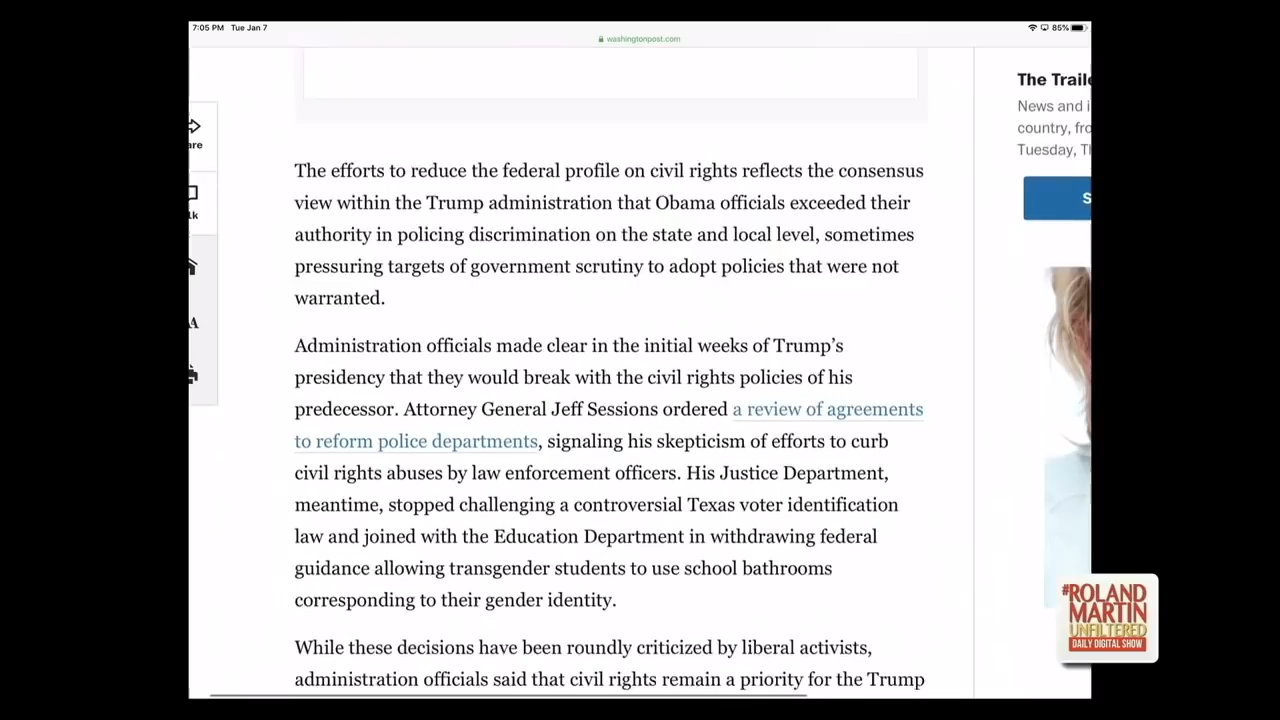 7:05 PM Tue Jan 7
85%
washingtonpost.com
The efforts to reduce the federal profile on civil rights reflects the consensus
view within the Trump administration that Obama officials exceeded their
authority in policing discrimination on the state and local level, sometimes
pressuring targets of government scrutiny to adopt policies that were not
warranted.
Administration officials made clear in the initial weeks of Trump’s
presidency that they would break with the civil rights policies of his
predecessor. Attorney General Jeff Sessions ordered a review of agreements
to reform police departments, signaling his skepticism of efforts to curb
civil rights abuses by law enforcement officers. His Justice Department,
meantime, stopped challenging a controversial Texas voter identification
law and joined with the Education Department in withdrawing federal
guidance allowing transgender students to use school bathrooms
corresponding to their gender identity.
While these decisions have been roundly criticized by liberal activists,
administration officials said that civil rights remain a priority for the Trump
are
lk
A
The Traile
News and i
country, fro
Tuesday, Th
S
#ROLAND
MARTIN
UNFILTERED
DAILY DIGITAL SHOW